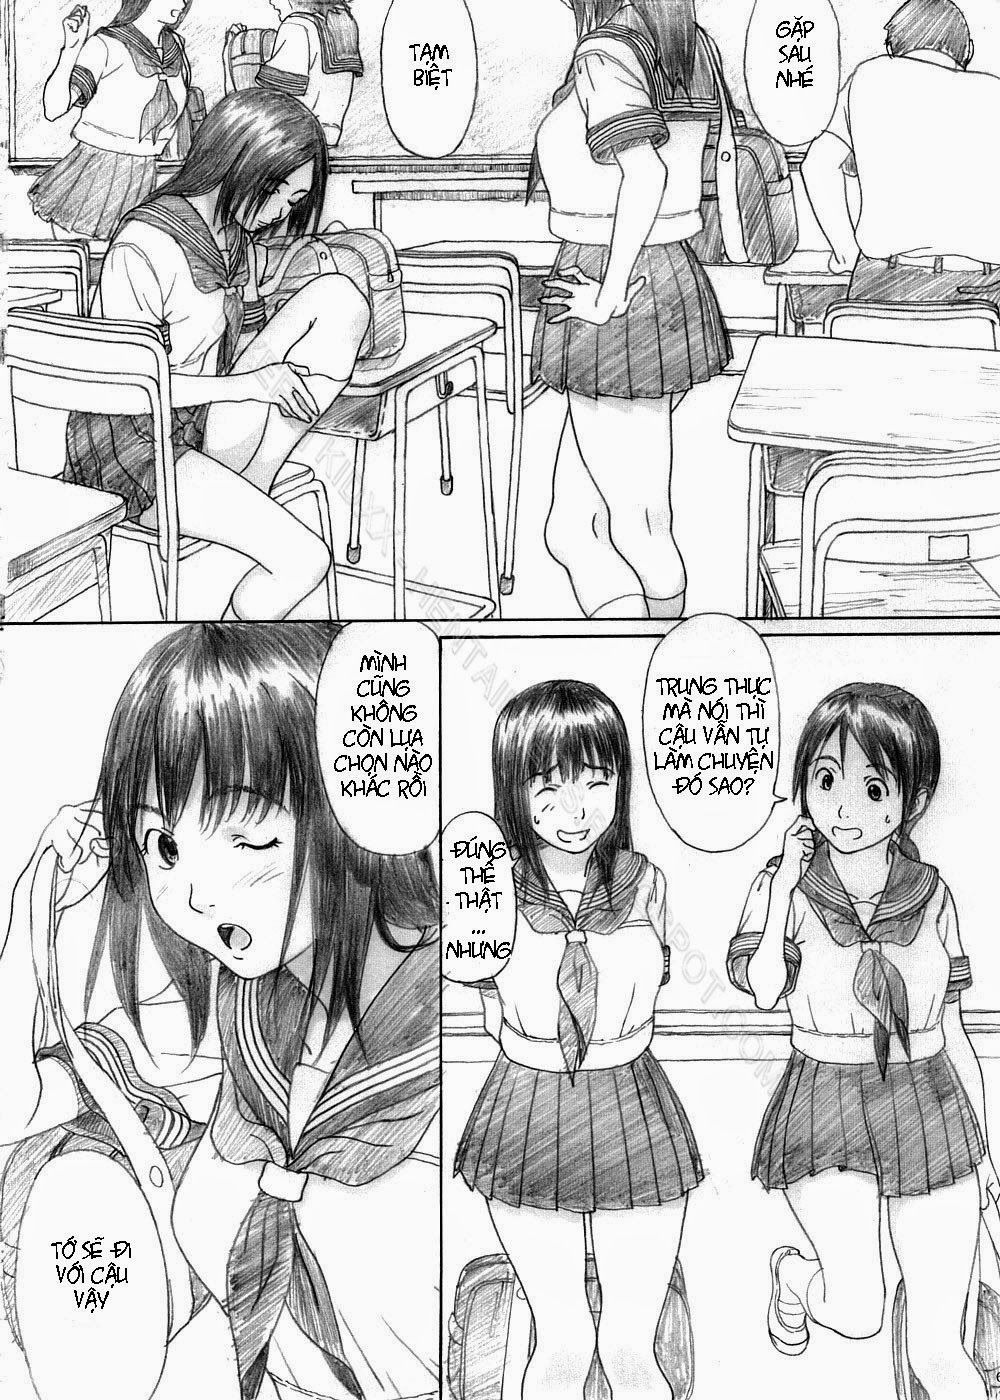 GẶP
SAU
NHÉ
TẠM
BIỆT
TRUNG THỰC
MÀ NÓI THÌ
CẬU VẪN TỰ
LÀM CHUYỆN
ĐÓ SAO?
ĐÚNG
THẾ
THẬT
...
NHƯNG
MÌNH
CŨNG
KHÔNG
CÒN LỰA
CHỌN NÀO
KHÁC RỒI
TỚ SẼ ĐI
VỚI CẬU
VẬY